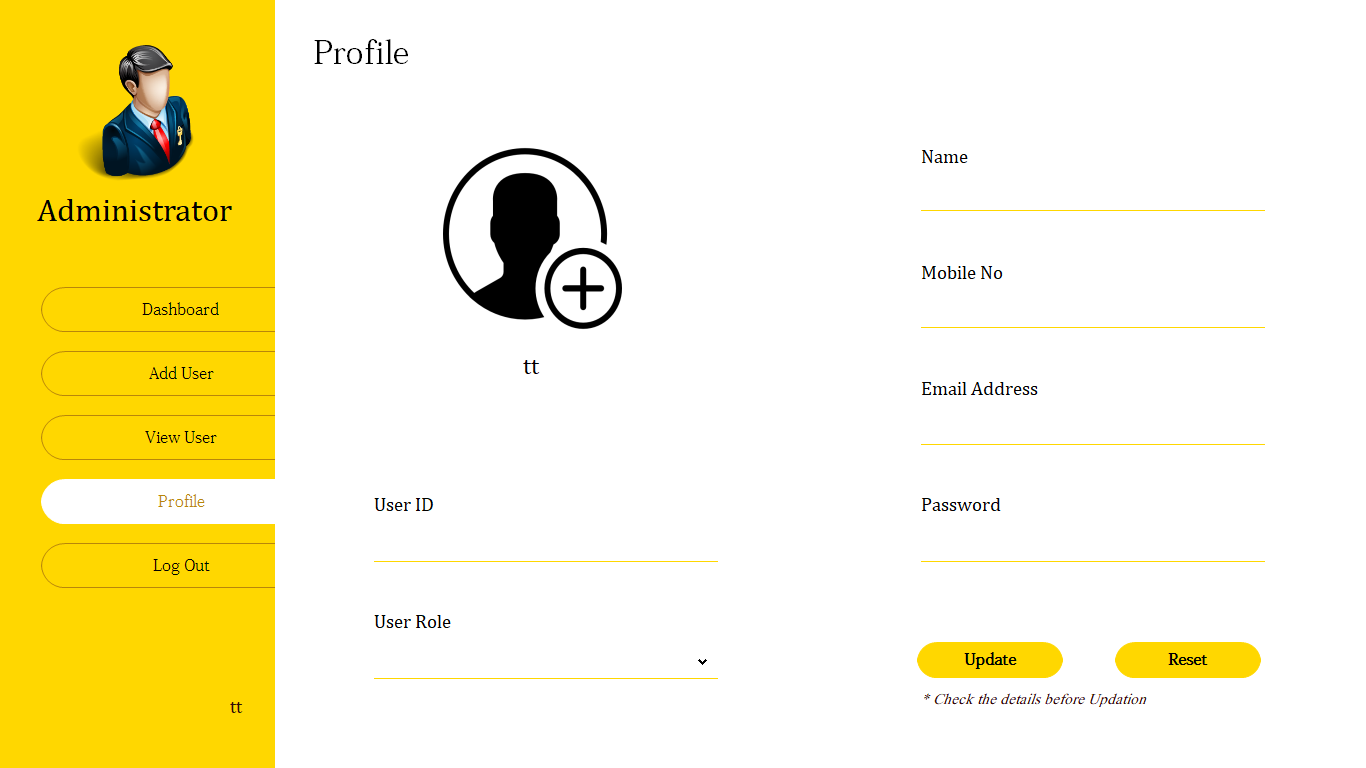 Administrator
Dashboard
Add User
View User
Profile
Log Out
tt
Profile
tt
User ID
User Role
Name
Mobile No
Email Address
Password
Update
Reset
* Check the details before Updation